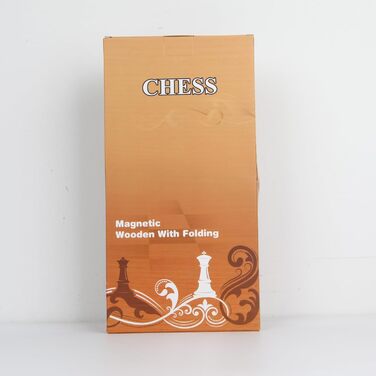 CHESS
Magnetic
Wooden With Folding